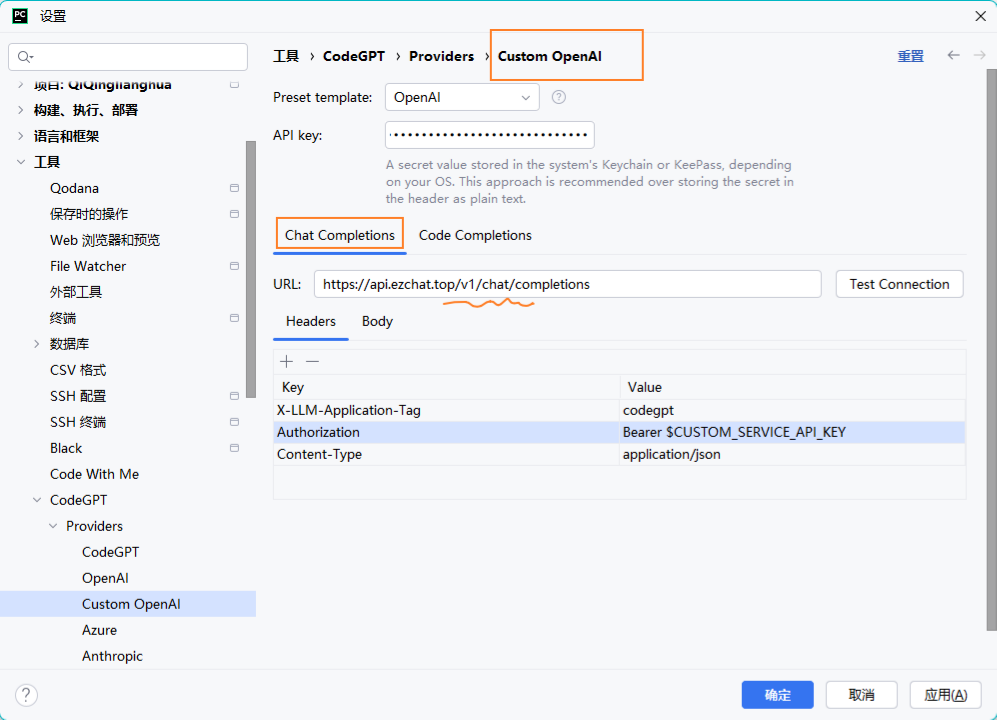 PC 设置
工具 › CodeGPT › Providers › Custom OpenAI 重置
项目: QiQingлianghua
构建、执行、部署
语言和框架
工具
Qodana
保存时的操作
Web 浏览器和预览
File Watcher
外部工具
终端
数据库
CSV 格式
SSH 配置
SSH 终端
Black
Code With Me
CodeGPT
Providers
CodeGPT
OpenAI
Custom OpenAI
Azure
Anthropic
Preset template: OpenAI ?
API key: ••••••••••••••••••••••••••••
A secret value stored in the system's Keychain or KeePass, depending
on your OS. This approach is recommended over storing the secret in
the header as plain text.
Chat Completions Code Completions
URL: https://api.ezchat.top/v1/chat/completions Test Connection
Headers Body
Key Value
X-LLM-Application-Tag codegpt
Authorization Bearer $CUSTOM_SERVICE_API_KEY
Content-Type application/json
? 确定 取消 应用(A)